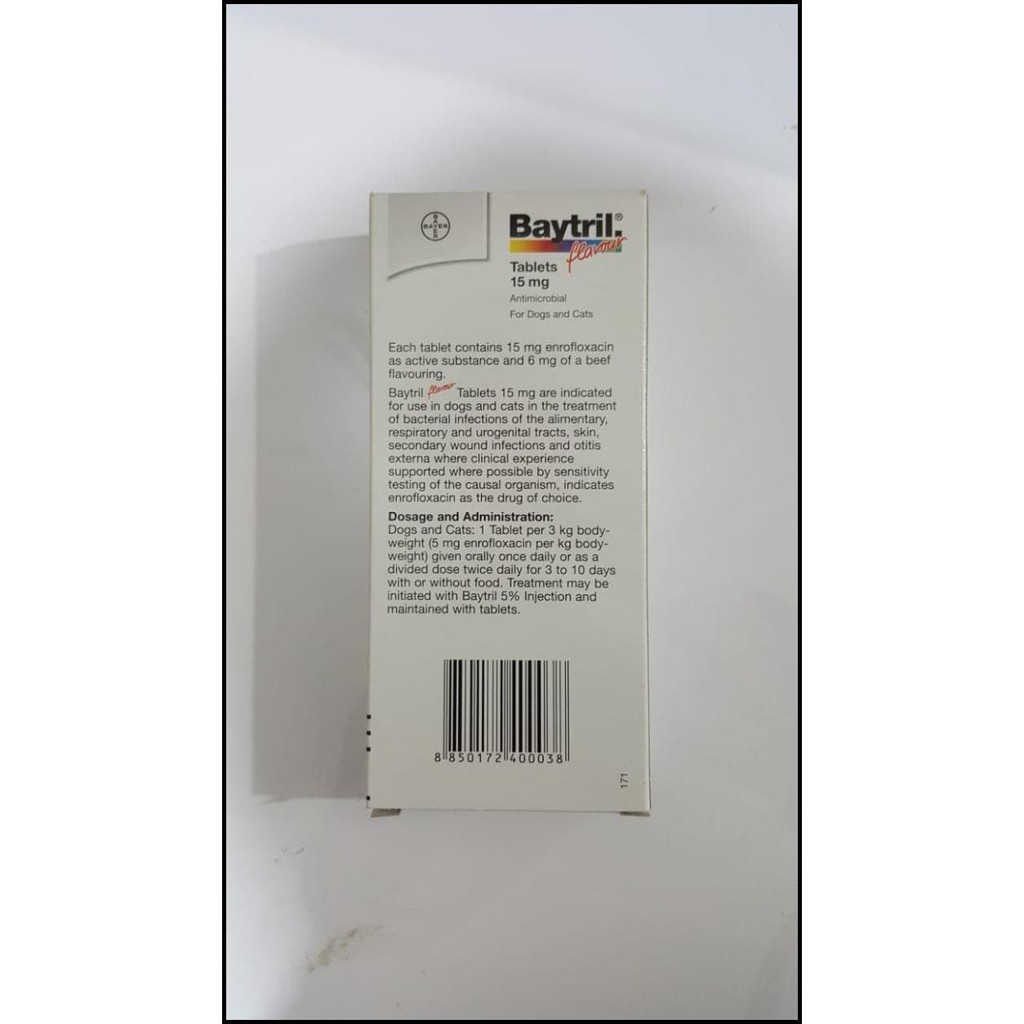 BAYER
BAYER
Baytril.®
flavour
Tablets
15 mg
Antimicrobial
For Dogs and Cats
Each tablet contains 15 mg enrofloxacin
as active substance and 6 mg of a beef
flavouring.
Baytril flavour Tablets 15 mg are indicated
for use in dogs and cats in the treatment
of bacterial infections of the alimentary,
respiratory and urogenital tracts, skin,
secondary wound infections and otitis
externa where clinical experience
supported where possible by sensitivity
testing of the causal organism, indicates
enrofloxacin as the drug of choice.
Dosage and Administration:
Dogs and Cats: 1 Tablet per 3 kg body-
weight (5 mg enrofloxacin per kg body-
weight) given orally once daily or as a
divided dose twice daily for 3 to 10 days
with or without food. Treatment may be
initiated with Baytril 5% Injection and
maintained with tablets.
8 850172 400038
171